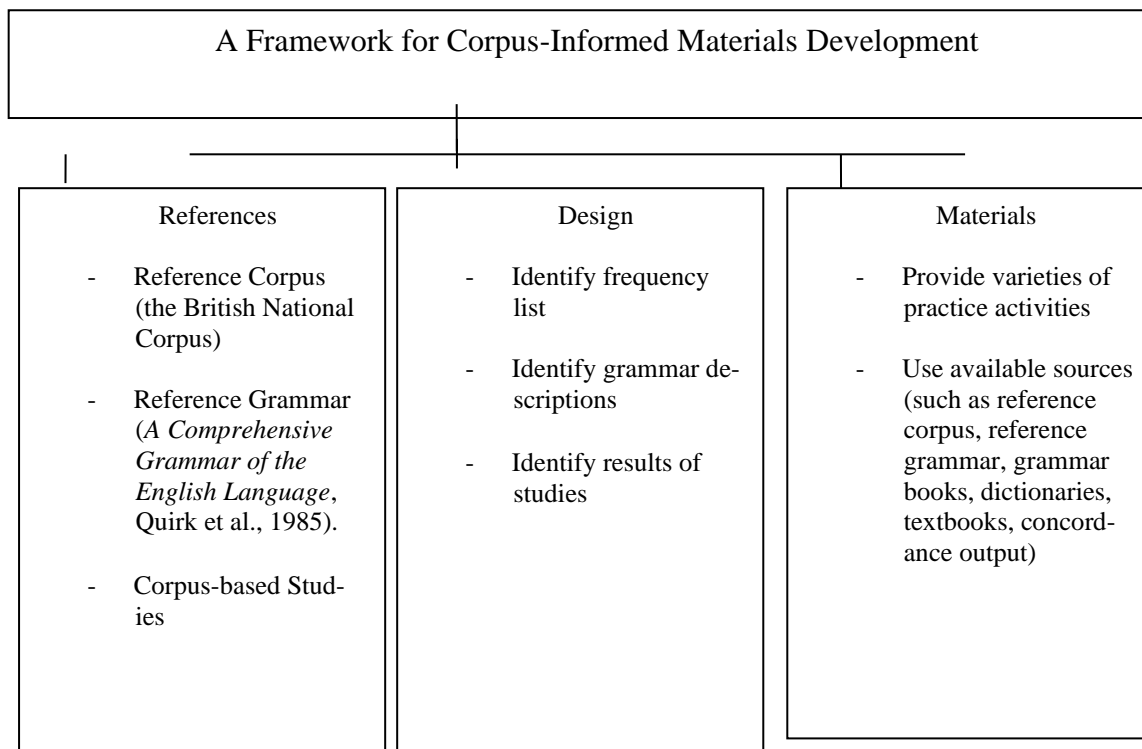 A Framework for Corpus-Informed Materials Development
References
- Reference Corpus
(the British National
Corpus)
- Reference Grammar
(A Comprehensive
Grammar of the
English Language,
Quirk et al., 1985).
- Corpus-based Stud-
ies
Design
- Identify frequency
list
- Identify grammar de-
scriptions
- Identify results of
studies
Materials
- Provide varieties of
practice activities
- Use available sources
(such as reference
corpus, reference
grammar, grammar
books, dictionaries,
textbooks, concord-
ance output)